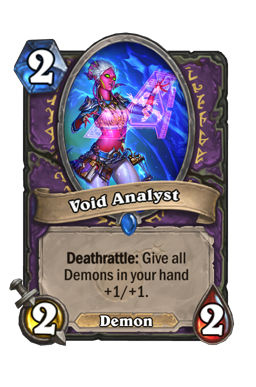 2
Void Analyst
Deathrattle: Give all
Demons in your hand
+1/+1.
2
Demon
2